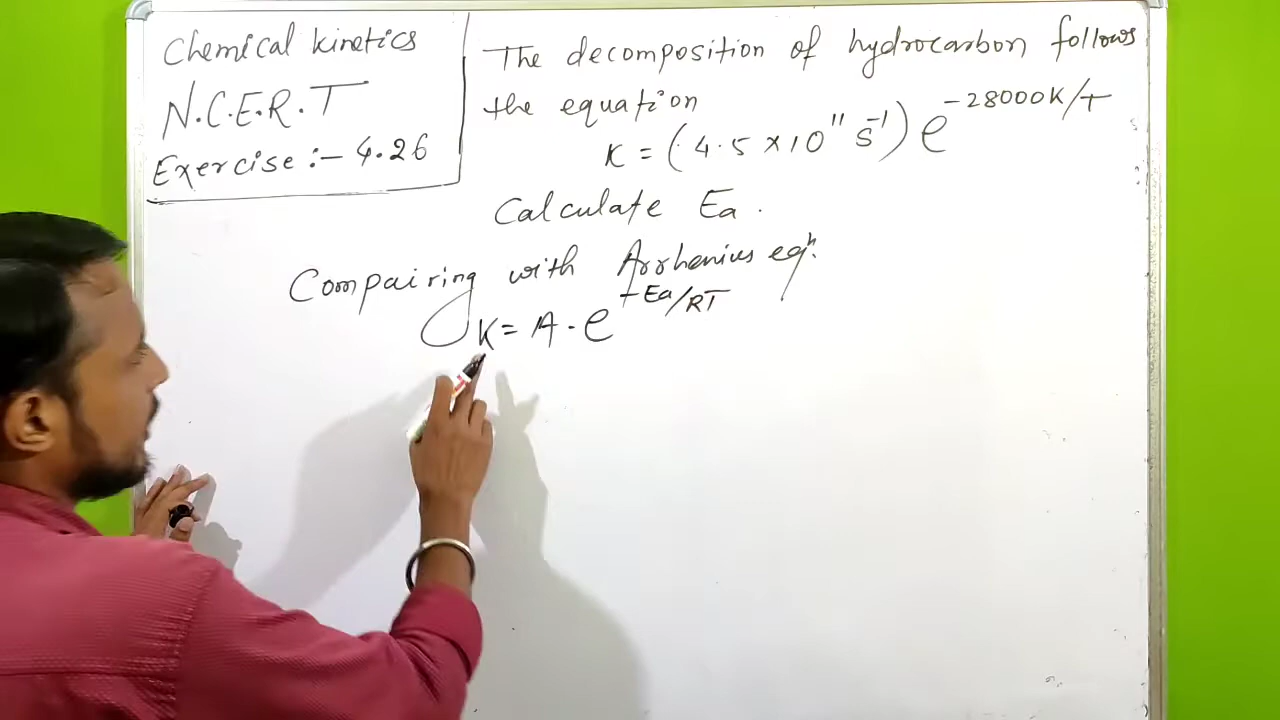 Chemical kinetics
N.C.E.R.T
Exercise :- 4.26
The decomposition of hydrocarbon follows
the equation
K = (4.5 × 10¹¹ s⁻¹) e^-28000K/T
Calculate Ea.
Compairing with Arrhenius eqⁿ.
K = A · e^-Ea/RT